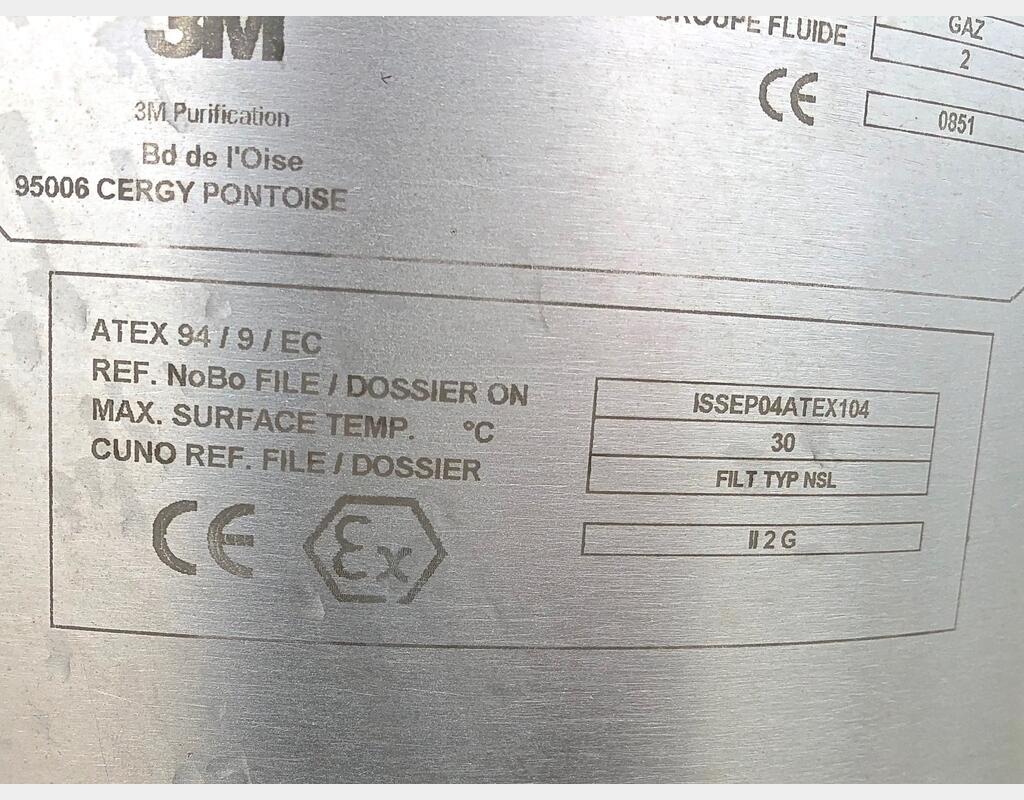 3M
3M Purification
Bd de l'Oise
95006 CERGY PONTOISE
GROUPE FLUIDE
GAZ
2
CE
0851
ATEX 94 / 9 / EC
REF. NoBo FILE / DOSSIER ON
ISSEP04ATEX104
MAX. SURFACE TEMP. °C
30
CUNO REF. FILE / DOSSIER
FILT TYP NSL
CE Ex
II 2 G